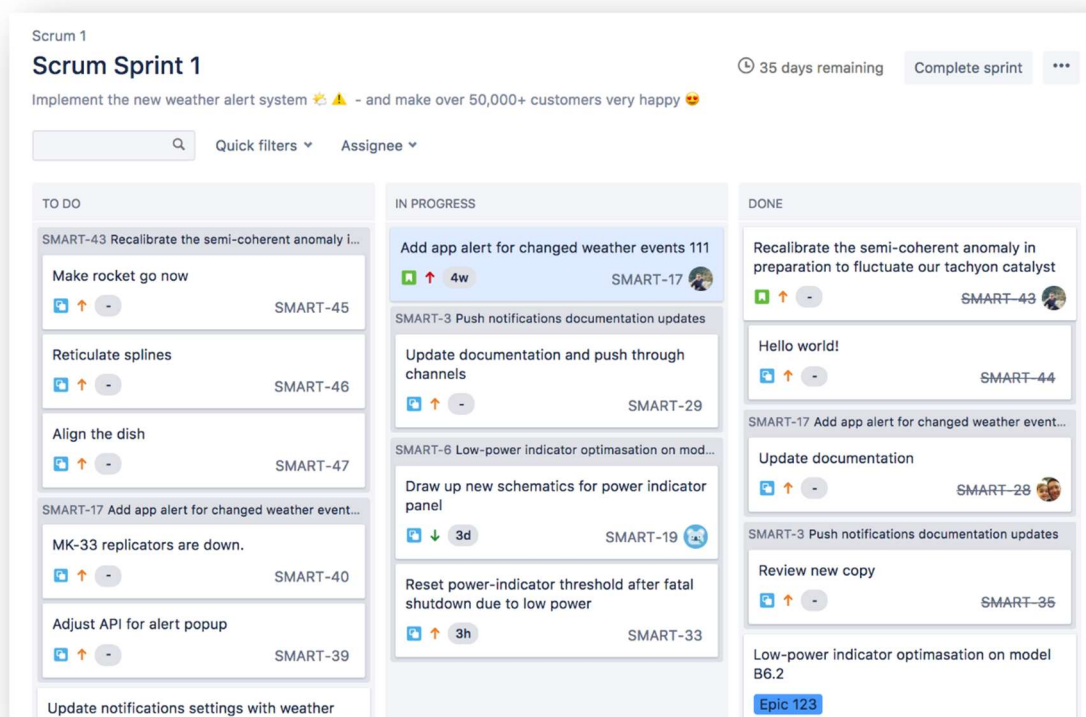 Scrum 1
Scrum Sprint 1
35 days remaining
Complete sprint
Implement the new weather alert system 🌤️ ⚠️ - and make over 50,000+ customers very happy 😍
Quick filters
Assignee
TO DO
SMART-43 Recalibrate the semi-coherent anomaly i...
Make rocket go now
-
SMART-45
Reticulate splines
-
SMART-46
Align the dish
-
SMART-47
SMART-17 Add app alert for changed weather event...
MK-33 replicators are down.
-
SMART-40
Adjust API for alert popup
-
SMART-39
Update notifications settings with weather
IN PROGRESS
Add app alert for changed weather events 111
4w
SMART-17
SMART-3 Push notifications documentation updates
Update documentation and push through
channels
-
SMART-29
SMART-6 Low-power indicator optimasation on mod...
Draw up new schematics for power indicator
panel
3d
SMART-19
Reset power-indicator threshold after fatal
shutdown due to low power
3h
SMART-33
DONE
Recalibrate the semi-coherent anomaly in
preparation to fluctuate our tachyon catalyst
-
SMART-43
Hello world!
-
SMART-44
SMART-17 Add app alert for changed weather event...
Update documentation
-
SMART-28
SMART-3 Push notifications documentation updates
Review new copy
-
SMART-35
Low-power indicator optimasation on model
B6.2
Epic 123